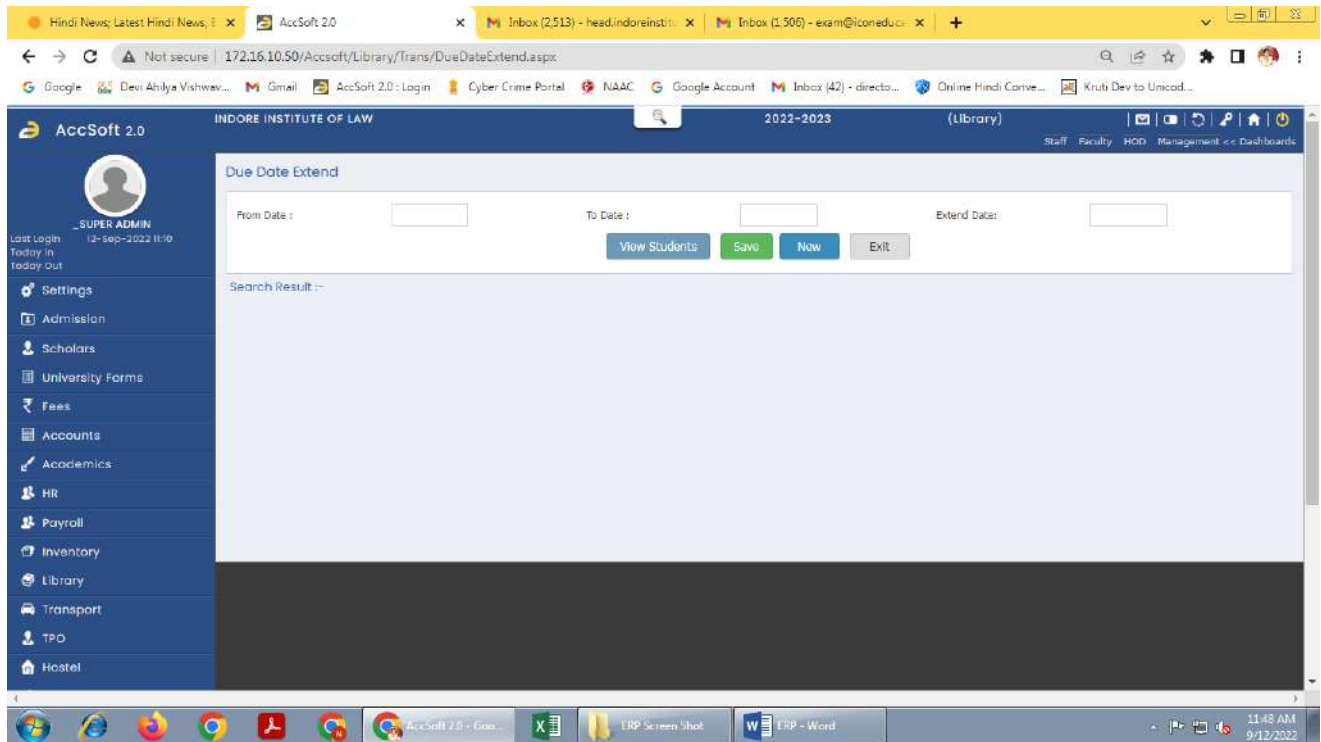 Hindi News; Latest Hindi News,
AccSoft 2.0
Inbox (2,513) - head.indoreinstitu
Inbox (1,506) - exam@iconeduca
Not secure | 172.16.10.50/Accsoft/Library/Trans/DueDateExtend.aspx
Google
Devi Ahilya Vishwav...
Gmail
AccSoft 2.0 : Login
Cyber Crime Portal
NAAC
Google Account
Inbox (42) - directo...
Online Hindi Conve...
Kruti Dev to Unicod...
AccSoft 2.0
INDORE INSTITUTE OF LAW
2022-2023
(Library)
Staff Faculty HOD Management << Dashboards
_SUPER ADMIN
Last Login 12-Sep-2022 11:10
Today In
Today Out
Due Date Extend
From Date :
To Date :
Extend Date:
View Students
Save
New
Exit
Search Result :-
Settings
Admission
Scholars
University Forms
Fees
Accounts
Academics
HR
Payroll
Inventory
Library
Transport
TPO
Hostel
AccSoft 2.0 - Goo...
ERP Screen Shot
ERP - Word
11:48 AM
9/12/2022